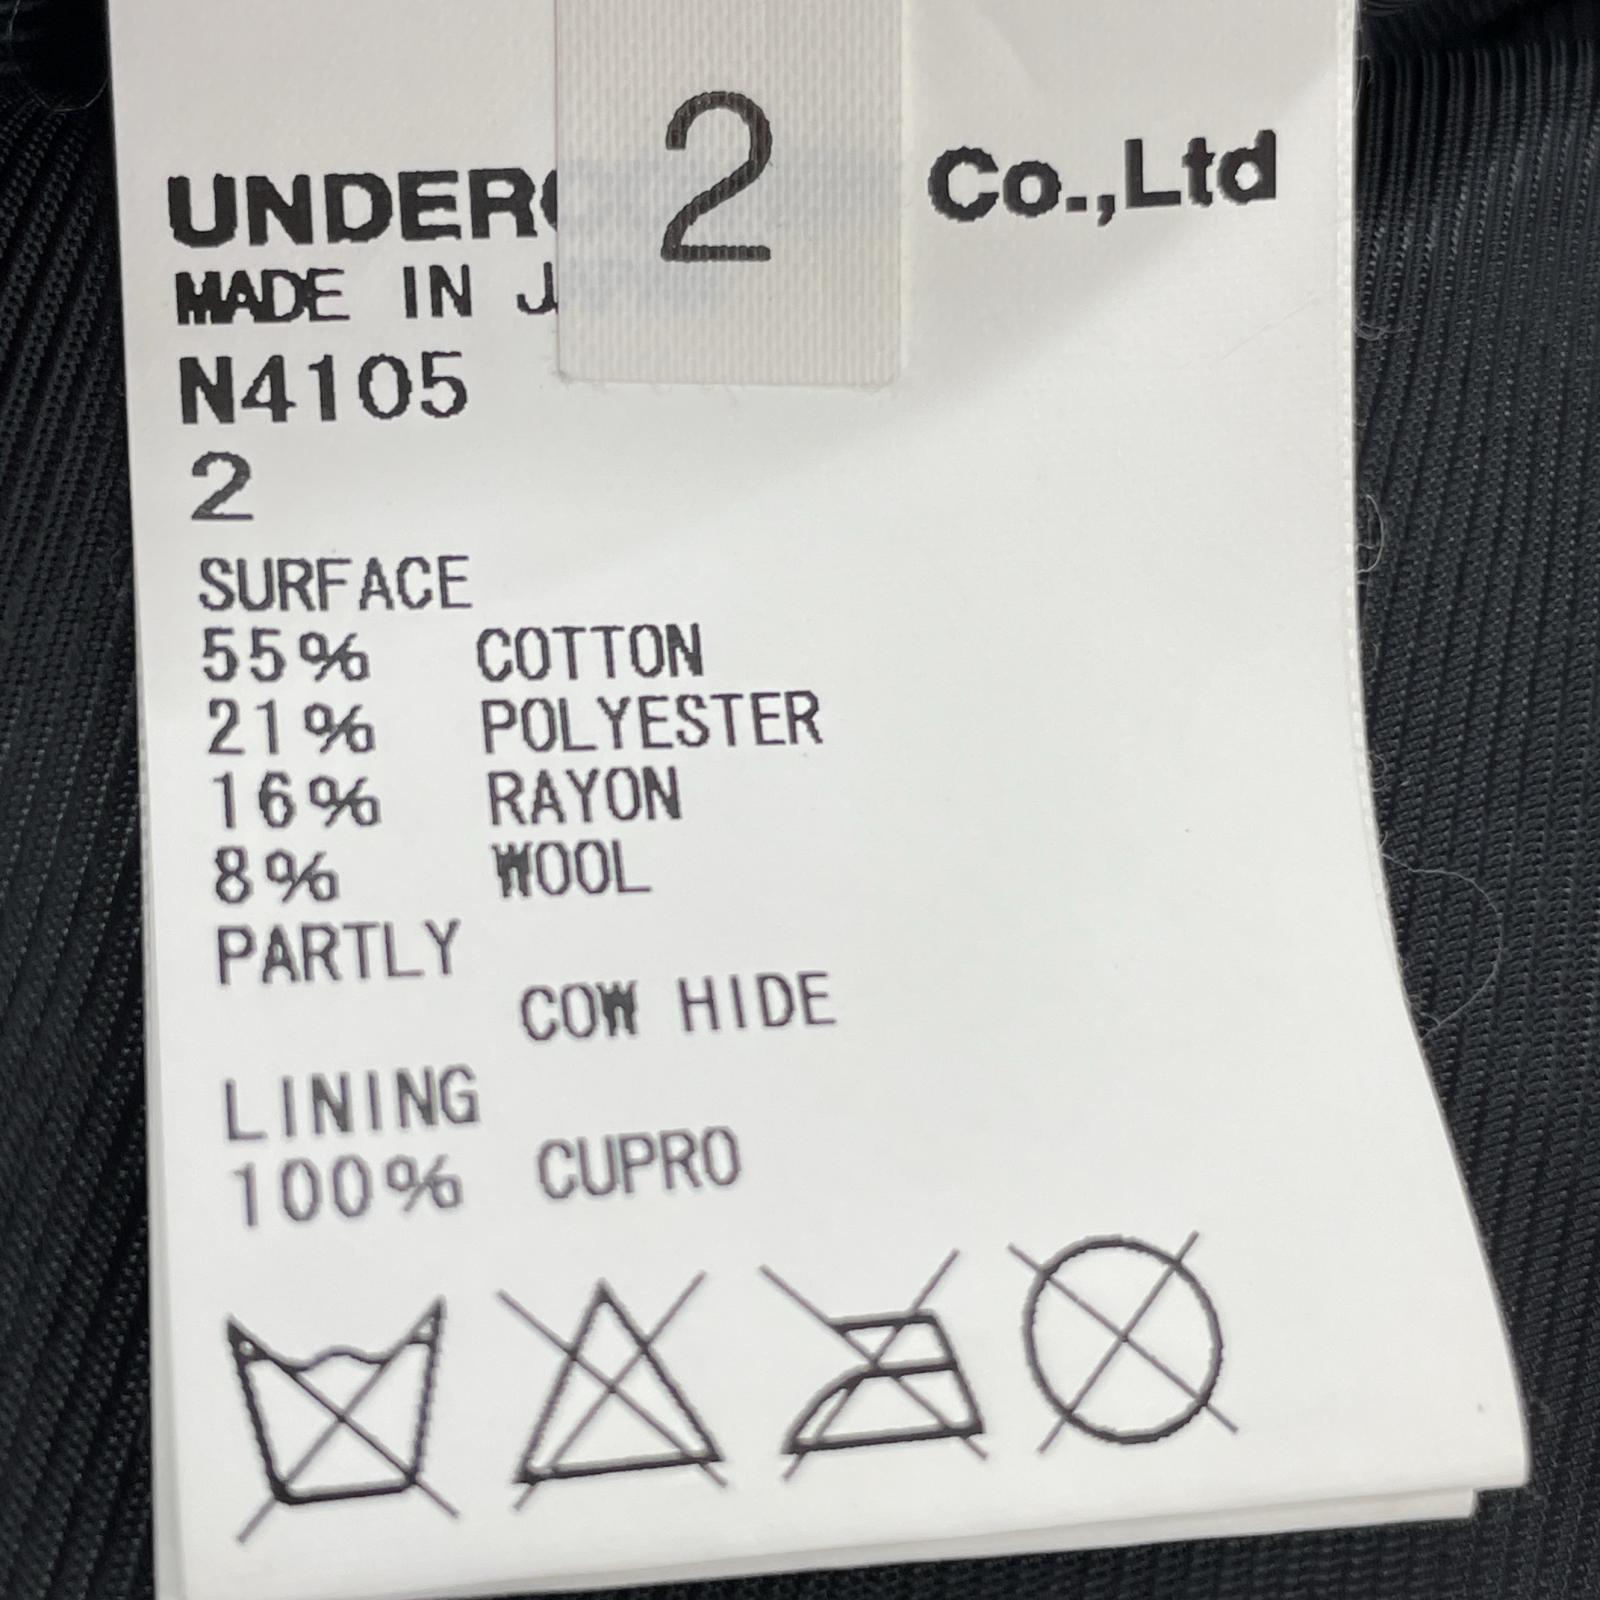 2
UNDER Co.,Ltd
MADE IN J
N4105
2
SURFACE
55% COTTON
21% POLYESTER
16% RAYON
8% WOOL
PARTLY
COW HIDE
LINING
100% CUPRO